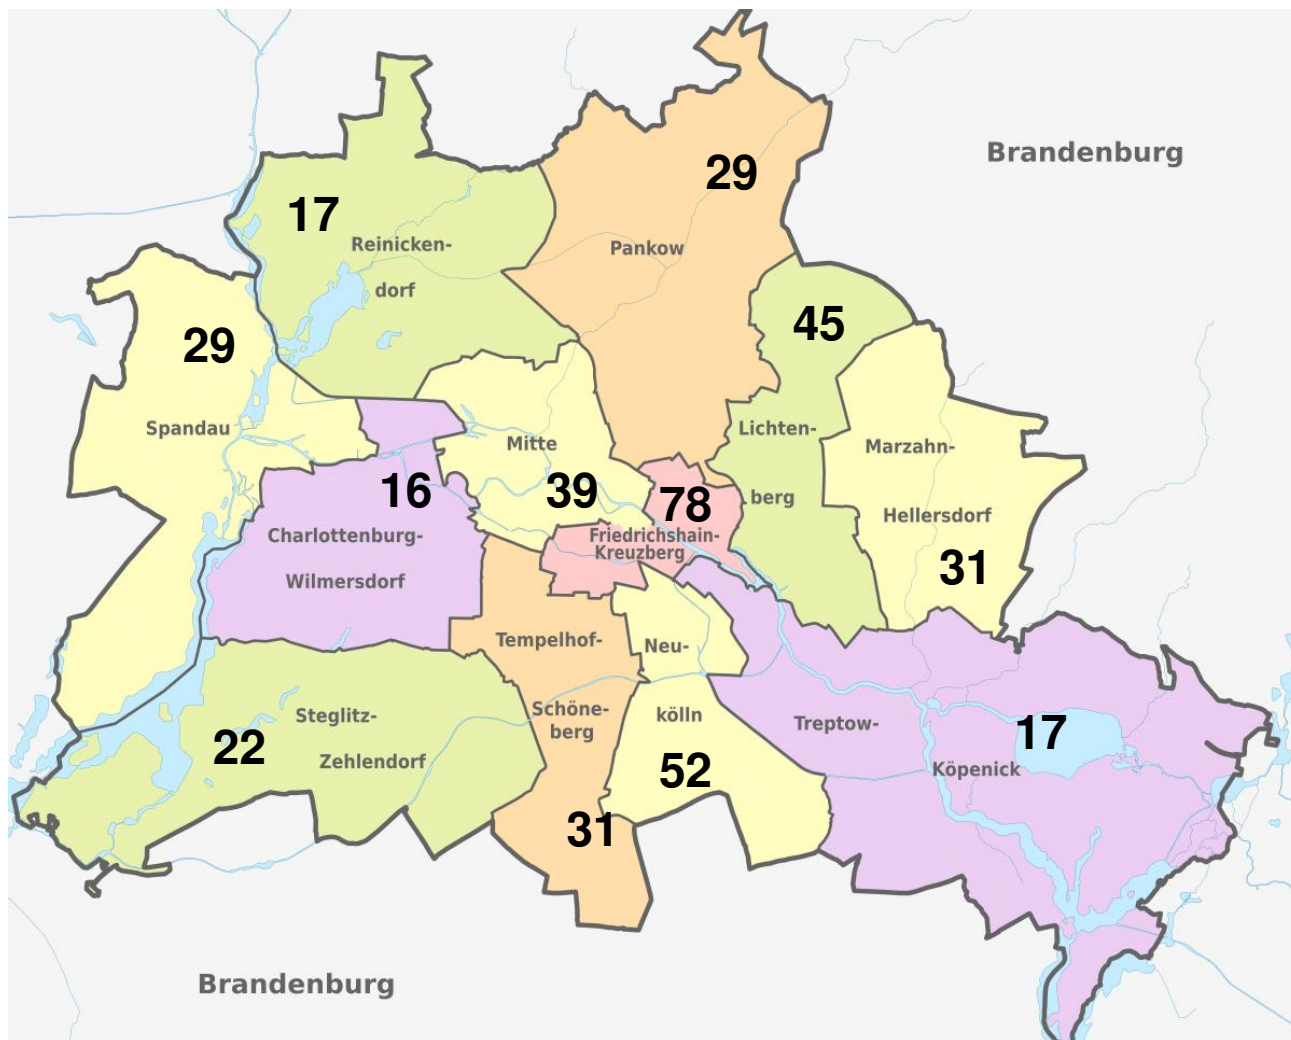 Brandenburg
29
17
Reinicken-
Pankow
dorf
45
29
Spandau
Mitte
Lichten-
Marzahn-
16
39
78
berg
Hellersdorf
Charlottenburg-
Friedrichshain-
Kreuzberg
31
Wilmersdorf
Tempelhof-
Neu-
Steglitz-
Schöne-
berg
kölln
Treptow-
17
22
Zehlendorf
52
Köpenick
31
Brandenburg